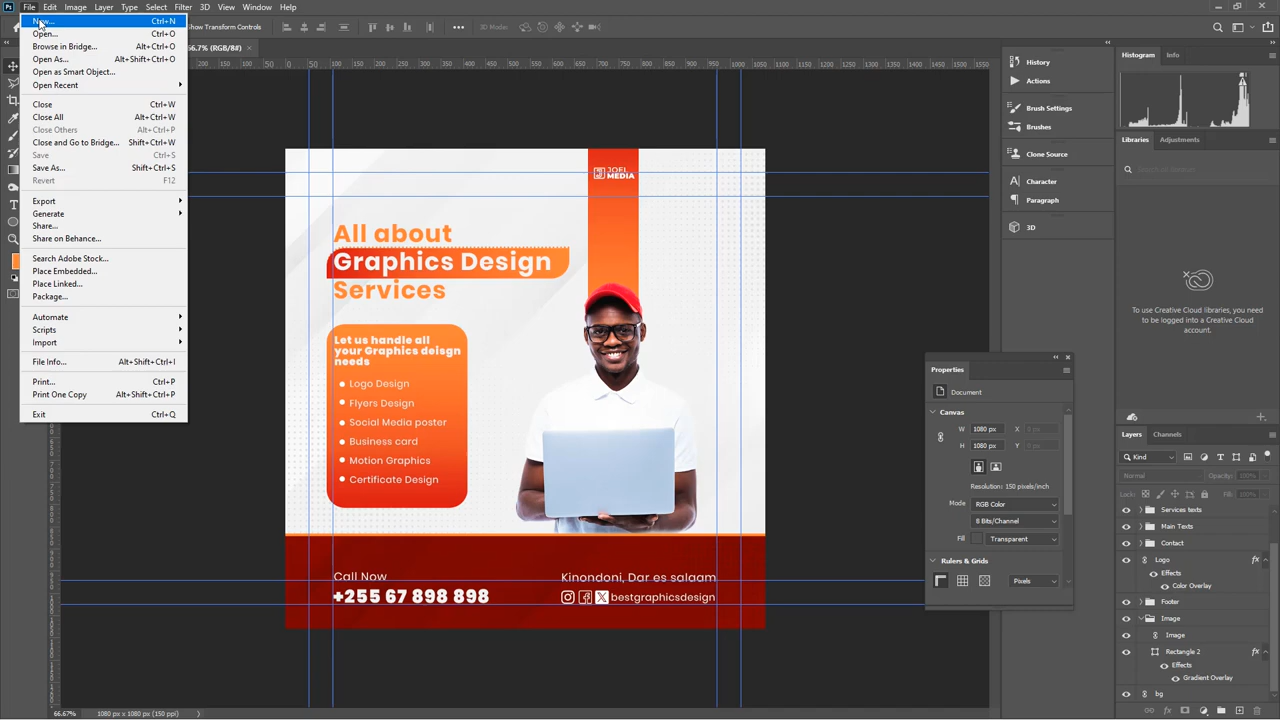 File Edit Image Layer Type Select Filter 3D View Window Help
Show Transform Controls
3D Mode:
66.7% (RGB/8#)
New... Ctrl+N
Open... Ctrl+O
Browse in Bridge... Alt+Ctrl+O
Open As... Alt+Shift+Ctrl+O
Open as Smart Object...
Open Recent
Close Ctrl+W
Close All Alt+Ctrl+W
Close Others Alt+Ctrl+P
Close and Go to Bridge... Shift+Ctrl+W
Save Ctrl+S
Save As... Shift+Ctrl+S
Revert F12
Export
Generate
Share...
Share on Behance...
Search Adobe Stock...
Place Embedded...
Place Linked...
Package...
Automate
Scripts
Import
File Info... Alt+Shift+Ctrl+I
Print... Ctrl+P
Print One Copy Alt+Shift+Ctrl+P
Exit Ctrl+Q
JOEL
MEDIA
All about
Graphics Design
Services
Let us handle all
your Graphics deisgn
needs
Logo Design
Flyers Design
Social Media poster
Business card
Motion Graphics
Certificate Design
Call Now
+255 67 898 898
Kinondoni, Dar es salaam
bestgraphicsdesign
66.67% 1080 px x 1080 px (150 ppi)
History
Actions
Brush Settings
Brushes
Clone Source
Character
Paragraph
3D
Properties
Document
Canvas
W 1080 px X 0 px
H 1080 px Y 0 px
Resolution: 150 pixels/inch
Mode RGB Color
8 Bits/Channel
Fill Transparent
Rulers & Grids
Pixels
Histogram Info
Libraries Adjustments
To use Creative Cloud libraries, you
need to be logged into a Creative Cloud
account.
Layers Channels
Kind
Normal Opacity: 100%
Lock: Fill: 100%
Services texts
Main Texts
Contact
Logo
Effects
Color Overlay
Footer
Image
Image
Rectangle 2
Effects
Gradient Overlay
bg